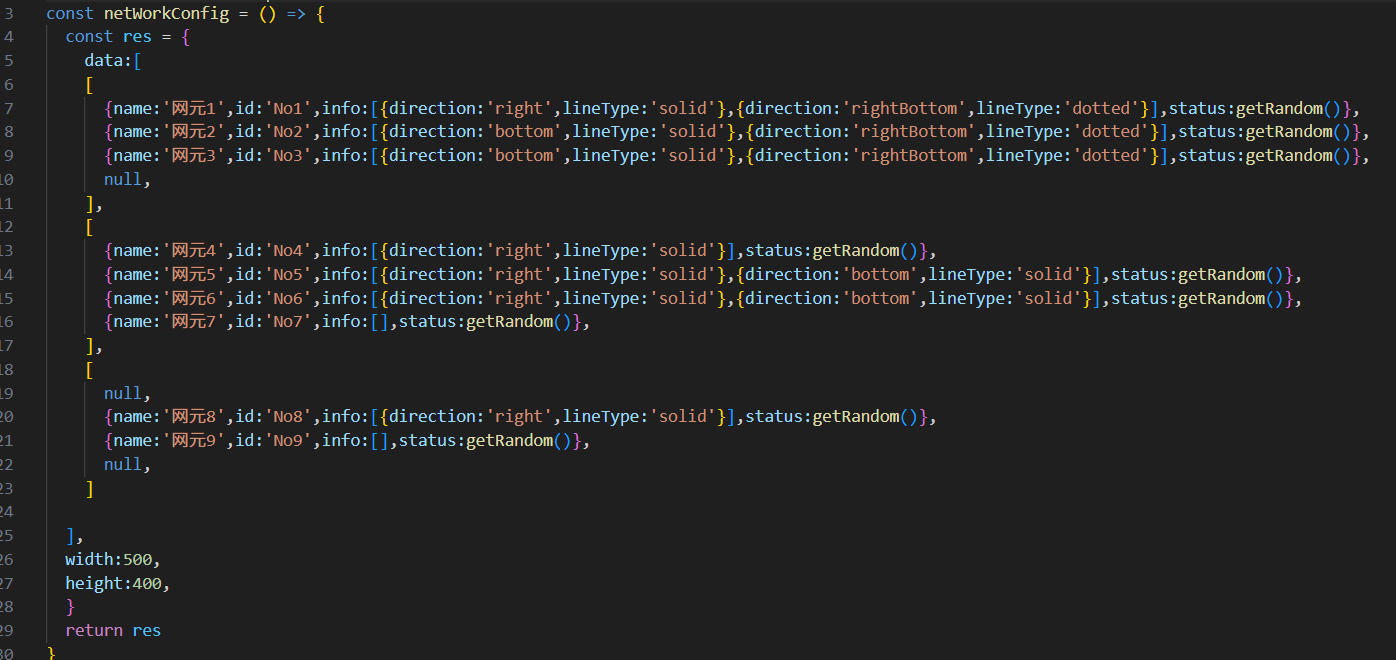 3 const netWorkConfig = () => {
4 const res = {
5 data:[
6 [
7 {name:'网元1',id:'No1',info:[{direction:'right',lineType:'solid'},{direction:'rightBottom',lineType:'dotted'}],status:getRandom()},
8 {name:'网元2',id:'No2',info:[{direction:'bottom',lineType:'solid'},{direction:'rightBottom',lineType:'dotted'}],status:getRandom()},
9 {name:'网元3',id:'No3',info:[{direction:'bottom',lineType:'solid'},{direction:'rightBottom',lineType:'dotted'}],status:getRandom()},
10 null,
11 ],
12 [
13 {name:'网元4',id:'No4',info:[{direction:'right',lineType:'solid'}],status:getRandom()},
14 {name:'网元5',id:'No5',info:[{direction:'right',lineType:'solid'},{direction:'bottom',lineType:'solid'}],status:getRandom()},
15 {name:'网元6',id:'No6',info:[{direction:'right',lineType:'solid'},{direction:'bottom',lineType:'solid'}],status:getRandom()},
16 {name:'网元7',id:'No7',info:[],status:getRandom()},
17 ],
18 [
19 null,
20 {name:'网元8',id:'No8',info:[{direction:'right',lineType:'solid'}],status:getRandom()},
21 {name:'网元9',id:'No9',info:[],status:getRandom()},
22 null,
23 ]
24
25 ],
26 width:500,
27 height:400,
28 }
29 return res
30 }